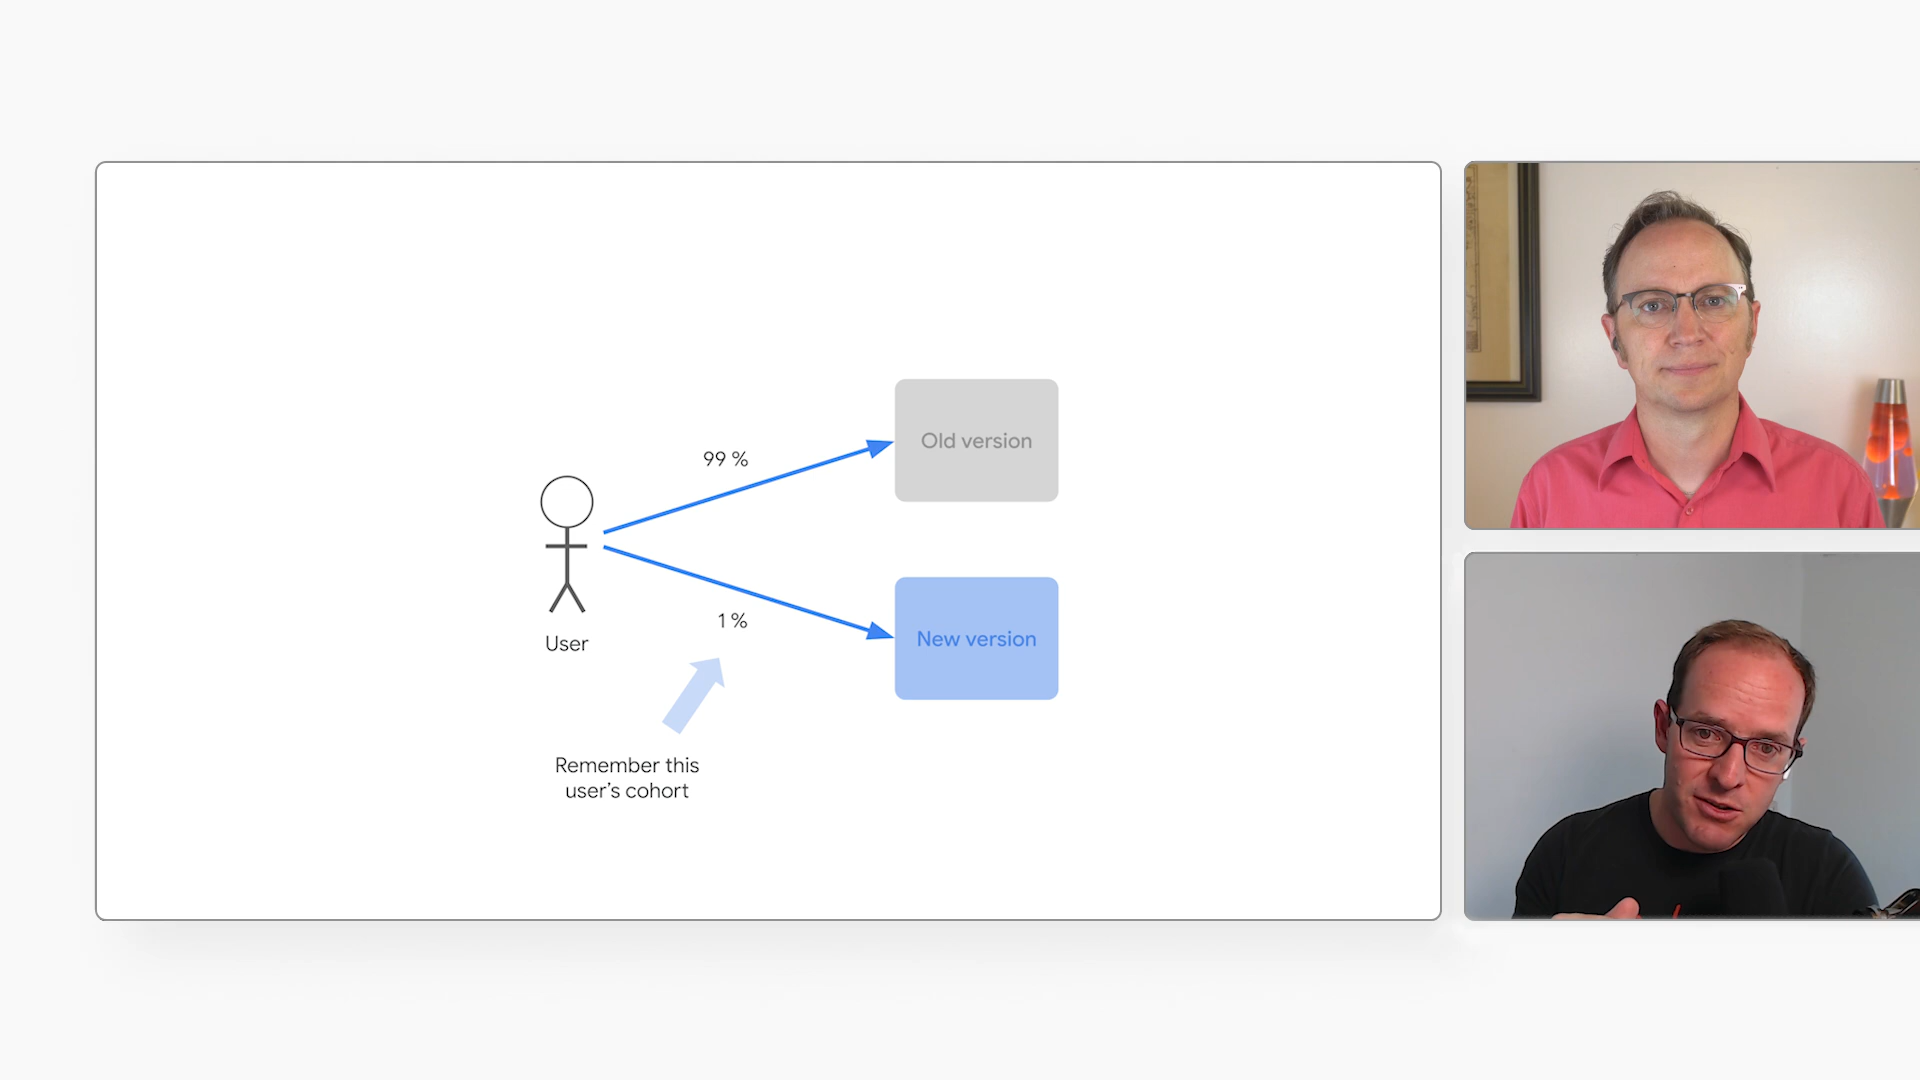 99 %
Old version
1 %
New version
User
Remember this
user's cohort